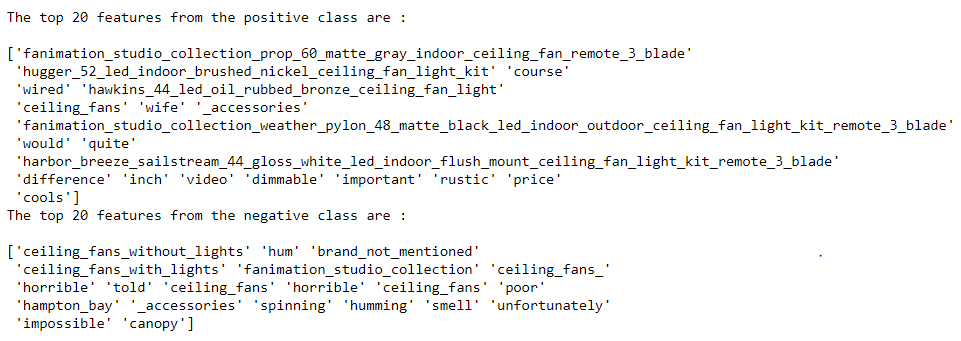 The top 20 features from the positive class are :
['fanimation_studio_collection_prop_60_matte_gray_indoor_ceiling_fan_remote_3_blade'
'hugger_52_led_indoor_brushed_nickel_ceiling_fan_light_kit' 'course'
'wired' 'hawkins_44_led_oil_rubbed_bronze_ceiling_fan_light'
'ceiling_fans' 'wife' '_accessories'
'fanimation_studio_collection_weather_pylon_48_matte_black_led_indoor_outdoor_ceiling_fan_light_kit_remote_3_blade'
'would' 'quite'
'harbor_breeze_sailstream_44_gloss_white_led_indoor_flush_mount_ceiling_fan_light_kit_remote_3_blade'
'difference' 'inch' 'video' 'dimmable' 'important' 'rustic' 'price'
'cools']
The top 20 features from the negative class are :
['ceiling_fans_without_lights' 'hum' 'brand_not_mentioned'
'ceiling_fans_with_lights' 'fanimation_studio_collection' 'ceiling_fans_'
'horrible' 'told' 'ceiling_fans' 'horrible' 'ceiling_fans' 'poor'
'hampton_bay' '_accessories' 'spinning' 'humming' 'smell' 'unfortunately'
'impossible' 'canopy']